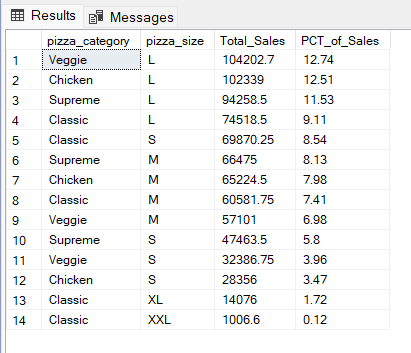 Results Messages
pizza_category pizza_size Total_Sales PCT_of_Sales
1 Veggie L 104202.7 12.74
2 Chicken L 102339 12.51
3 Supreme L 94258.5 11.53
4 Classic L 74518.5 9.11
5 Classic S 69870.25 8.54
6 Supreme M 66475 8.13
7 Chicken M 65224.5 7.98
8 Classic M 60581.75 7.41
9 Veggie M 57101 6.98
10 Supreme S 47463.5 5.8
11 Veggie S 32386.75 3.96
12 Chicken S 28356 3.47
13 Classic XL 14076 1.72
14 Classic XXL 1006.6 0.12